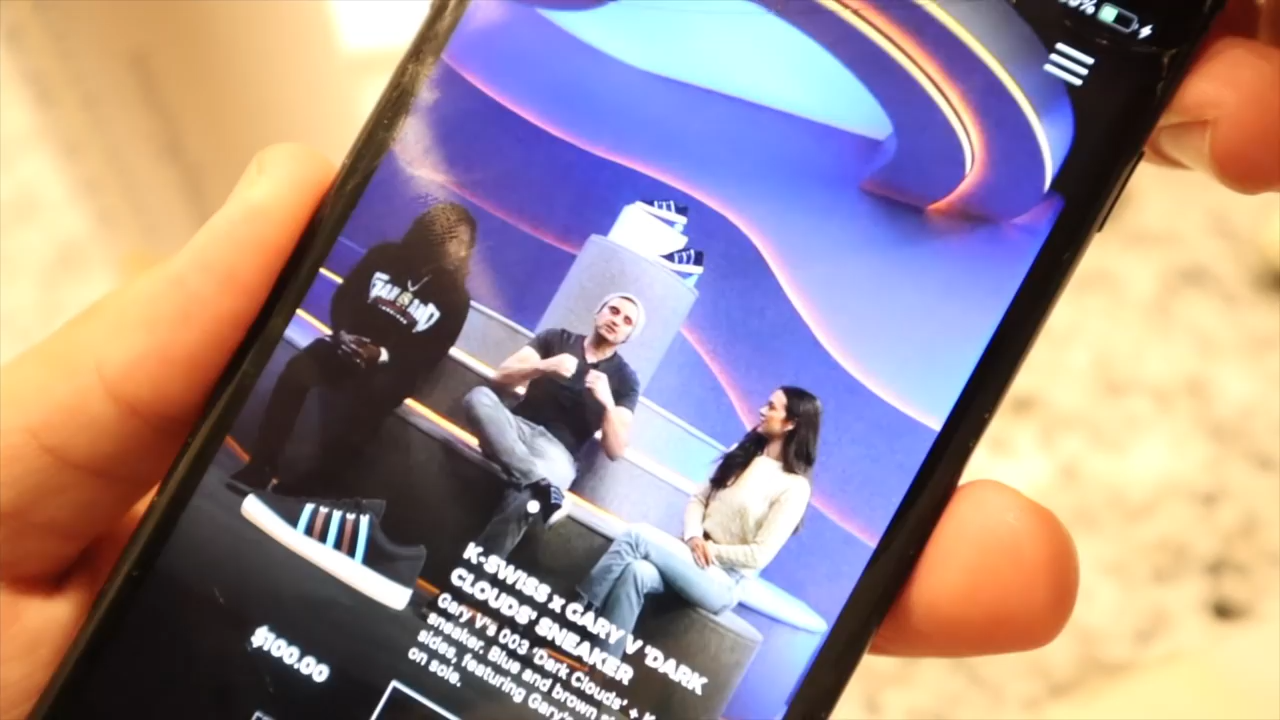 K-SWISS x GARY V 'DARK
CLOUDS' SNEAKER
Gary V's 003 'Dark Clouds' + K
sneaker. Blue and brown
sides, featuring Gary's
on sole.
$100.00